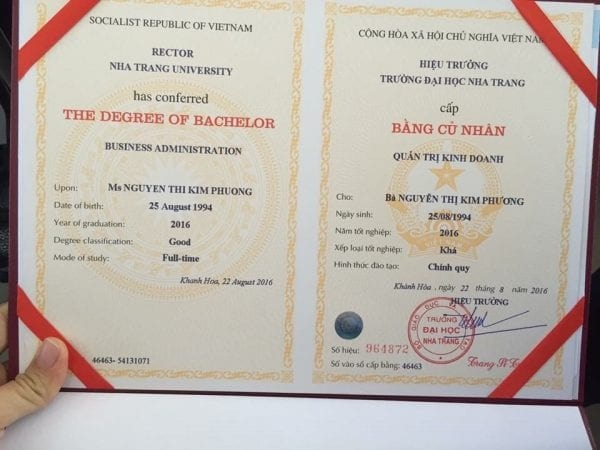 SOCIALIST REPUBLIC OF VIETNAM
RECTOR
NHA TRANG UNIVERSITY
has conferred
THE DEGREE OF BACHELOR
BUSINESS ADMINISTRATION
Upon: Ms NGUYEN THI KIM PHUONG
Date of birth: 25 August 1994
Year of graduation: 2016
Degree classification: Good
Mode of study: Full-time
Khanh Hoa, 22 August 2016
46463- 54131071
CỘNG HÒA XÃ HỘI CHỦ NGHĨA VIỆT NAM
HIỆU TRƯỞNG
TRƯỜNG ĐẠI HỌC NHA TRANG
cấp
BẰNG CỬ NHÂN
QUẢN TRỊ KINH DOANH
Cho: Bà NGUYỄN THỊ KIM PHƯƠNG
Ngày sinh: 25/08/1994
Năm tốt nghiệp: 2016
Xếp loại tốt nghiệp: Khá
Hình thức đào tạo: Chính quy
Khánh Hòa, ngày 22 tháng 8 năm 2016
HIỆU TRƯỞNG
TRƯỜNG
ĐẠI HỌC
NHA TRANG
Số hiệu: 964872
Trang Sĩ
Số vào sổ cấp bằng: 46463